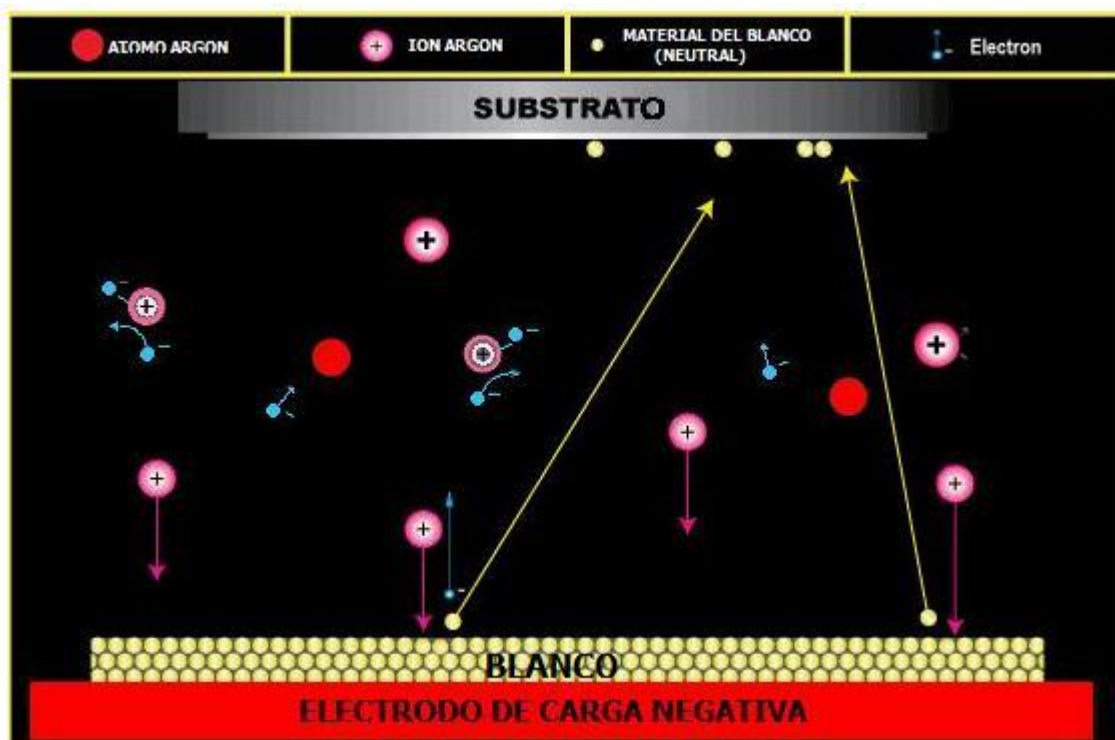 ATOMO ARGON
ION ARGON
MATERIAL DEL BLANCO
(NEUTRAL)
Electron
SUBSTRATO
BLANCO
ELECTRODO DE CARGA NEGATIVA